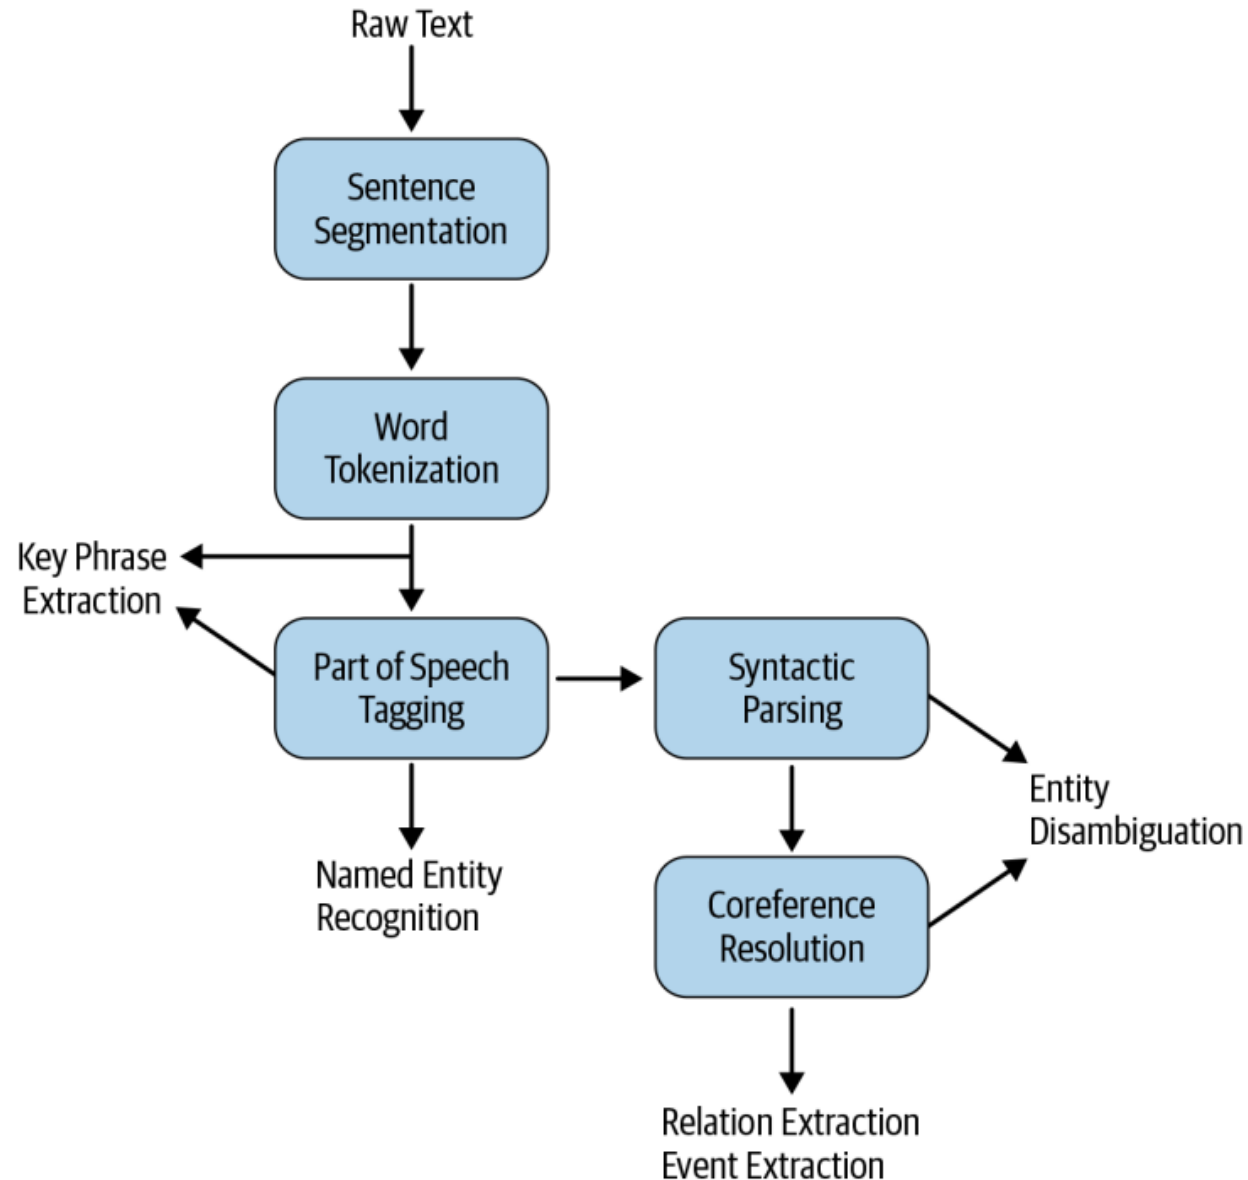 Raw Text
Sentence
Segmentation
Word
Tokenization
Key Phrase
Extraction
Part of Speech
Tagging
Syntactic
Parsing
Entity
Disambiguation
Named Entity
Recognition
Coreference
Resolution
Relation Extraction
Event Extraction